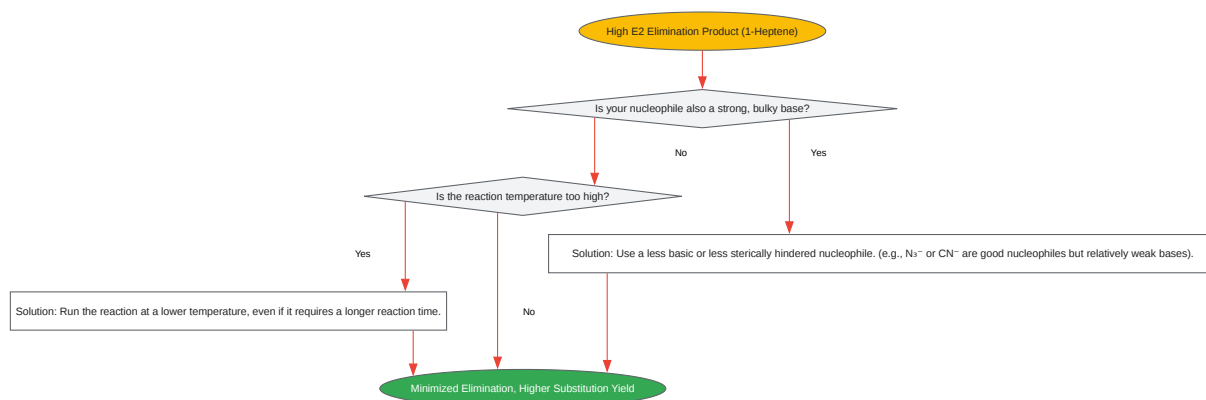 High E2 Elimination Product (1-Heptene)
Is your nucleophile also a strong, bulky base?
No
Yes
Is the reaction temperature too high?
Yes
Solution: Use a less basic or less sterically hindered nucleophile. (e.g., N₃⁻ or CN⁻ are good nucleophiles but relatively weak bases).
Solution: Run the reaction at a lower temperature, even if it requires a longer reaction time.
No
Minimized Elimination, Higher Substitution Yield